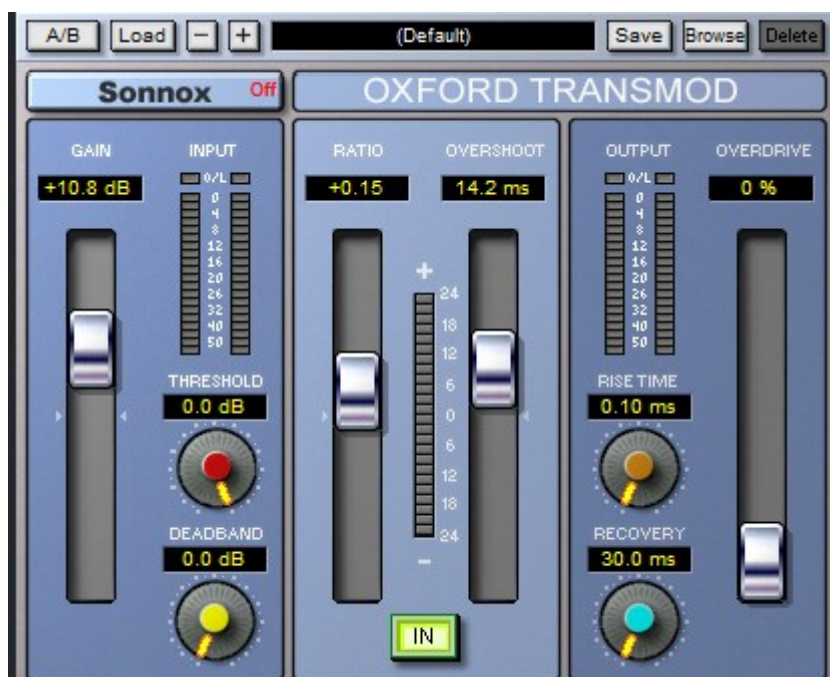 A/B Load − + (Default) Save Browse Delete
Sonnox Off OXFORD TRANSMOD
GAIN INPUT RATIO OVERSHOOT OUTPUT OVERDRIVE
+10.8 dB O/L +0.15 14.2 ms O/L 0 %
0
4
8
12
16
20
26
32
40
50
+
24
18
12
6
0
6
12
18
24
−
0
4
8
12
16
20
26
32
40
50
THRESHOLD
0.0 dB
RISE TIME
0.10 ms
DEADBAND
0.0 dB
RECOVERY
30.0 ms
IN